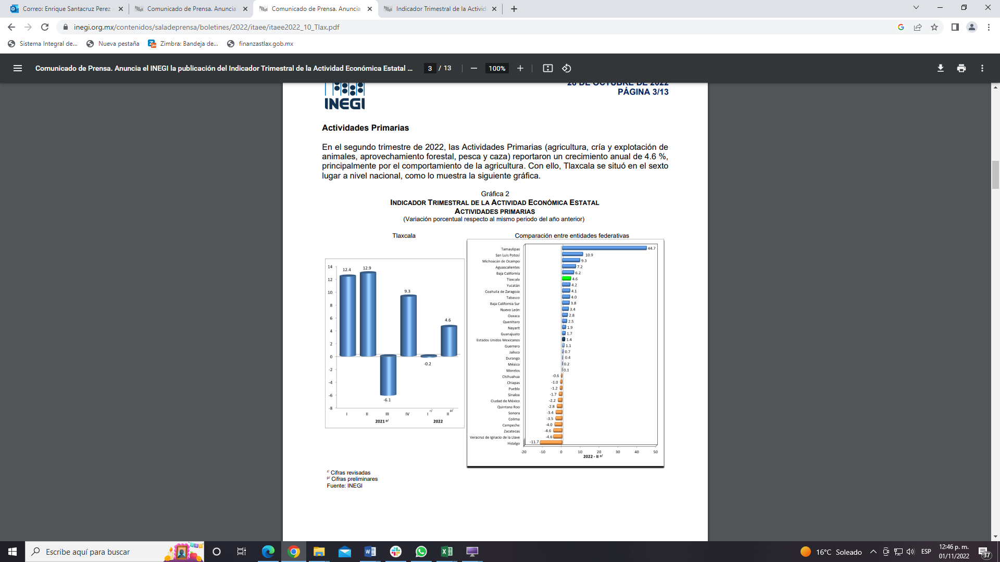 Correo: Enrique Santacruz Perez
Comunicado de Prensa. Anuncia
Comunicado de Prensa. Anuncia
Indicador Trimestral de la Activid
inegi.org.mx/contenidos/saladeprensa/boletines/2022/itaee/itaee2022_10_Tlax.pdf
Sistema Integral de...
Nueva pestaña
Zimbra: Bandeja de...
finanzastlax.gob.mx
Comunicado de Prensa. Anuncia el INEGI la publicación del Indicador Trimestral de la Actividad Económica Estatal ...
3 / 13
100%
28 DE OCTUBRE DE 2022
PÁGINA 3/13
INEGI
Actividades Primarias
En el segundo trimestre de 2022, las Actividades Primarias (agricultura, cría y explotación de
animales, aprovechamiento forestal, pesca y caza) reportaron un crecimiento anual de 4.6 %,
principalmente por el comportamiento de la agricultura. Con ello, Tlaxcala se situó en el sexto
lugar a nivel nacional, como lo muestra la siguiente gráfica.
Gráfica 2
INDICADOR TRIMESTRAL DE LA ACTIVIDAD ECONÓMICA ESTATAL
ACTIVIDADES PRIMARIAS
(Variación porcentual respecto al mismo periodo del año anterior)
Tlaxcala
14
12
10
8
6
4
2
0
-2
-4
-6
-8
12.4
12.9
-6.1
9.3
-0.2
4.6
I II III IV I r/ II p/
2021 p/ 2022
Comparación entre entidades federativas
Tamaulipas 44.7
San Luis Potosí 10.9
Michoacán de Ocampo 9.3
Aguascalientes 7.2
Baja California 6.2
Tlaxcala 4.6
Yucatán 4.2
Coahuila de Zaragoza 4.1
Tabasco 4.0
Baja California Sur 3.8
Nuevo León 3.4
Oaxaca 2.8
Querétaro 2.5
Nayarit 1.9
Guanajuato 1.7
Estados Unidos Mexicanos 1.4
Guerrero 1.1
Jalisco 0.7
Durango 0.4
México 0.2
Morelos 0.1
Chihuahua -0.6
Chiapas -1.0
Puebla -1.2
Sinaloa -1.7
Ciudad de México -2.2
Quintana Roo -2.8
Sonora -3.4
Colima -3.5
Campeche -4.0
Zacatecas -4.6
Veracruz de Ignacio de la Llave -4.6
Hidalgo -11.7
-20 -10 0 10 20 30 40 50
2022 - II p/
r/ Cifras revisadas
p/ Cifras preliminares
Fuente: INEGI
Escribe aquí para buscar
16°C Soleado
ESP
12:46 p. m.
01/11/2022
37